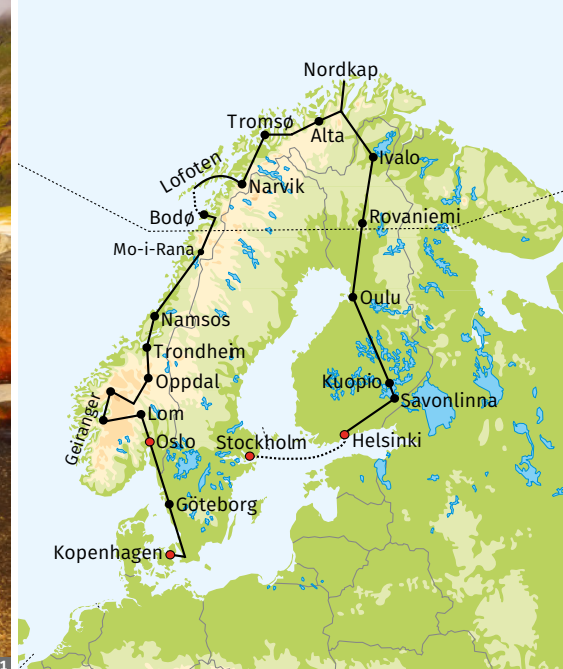 Nordkap
Tromsø
Alta
Ivalo
Lofoten
Narvik
Bodø
Rovaniemi
Mo-i-Rana
Oulu
Namsos
Trondheim
Oppdal
Kuopio
Savonlinna
Geiranger
Lom
Oslo
Stockholm
Helsinki
Göteborg
Kopenhagen
1